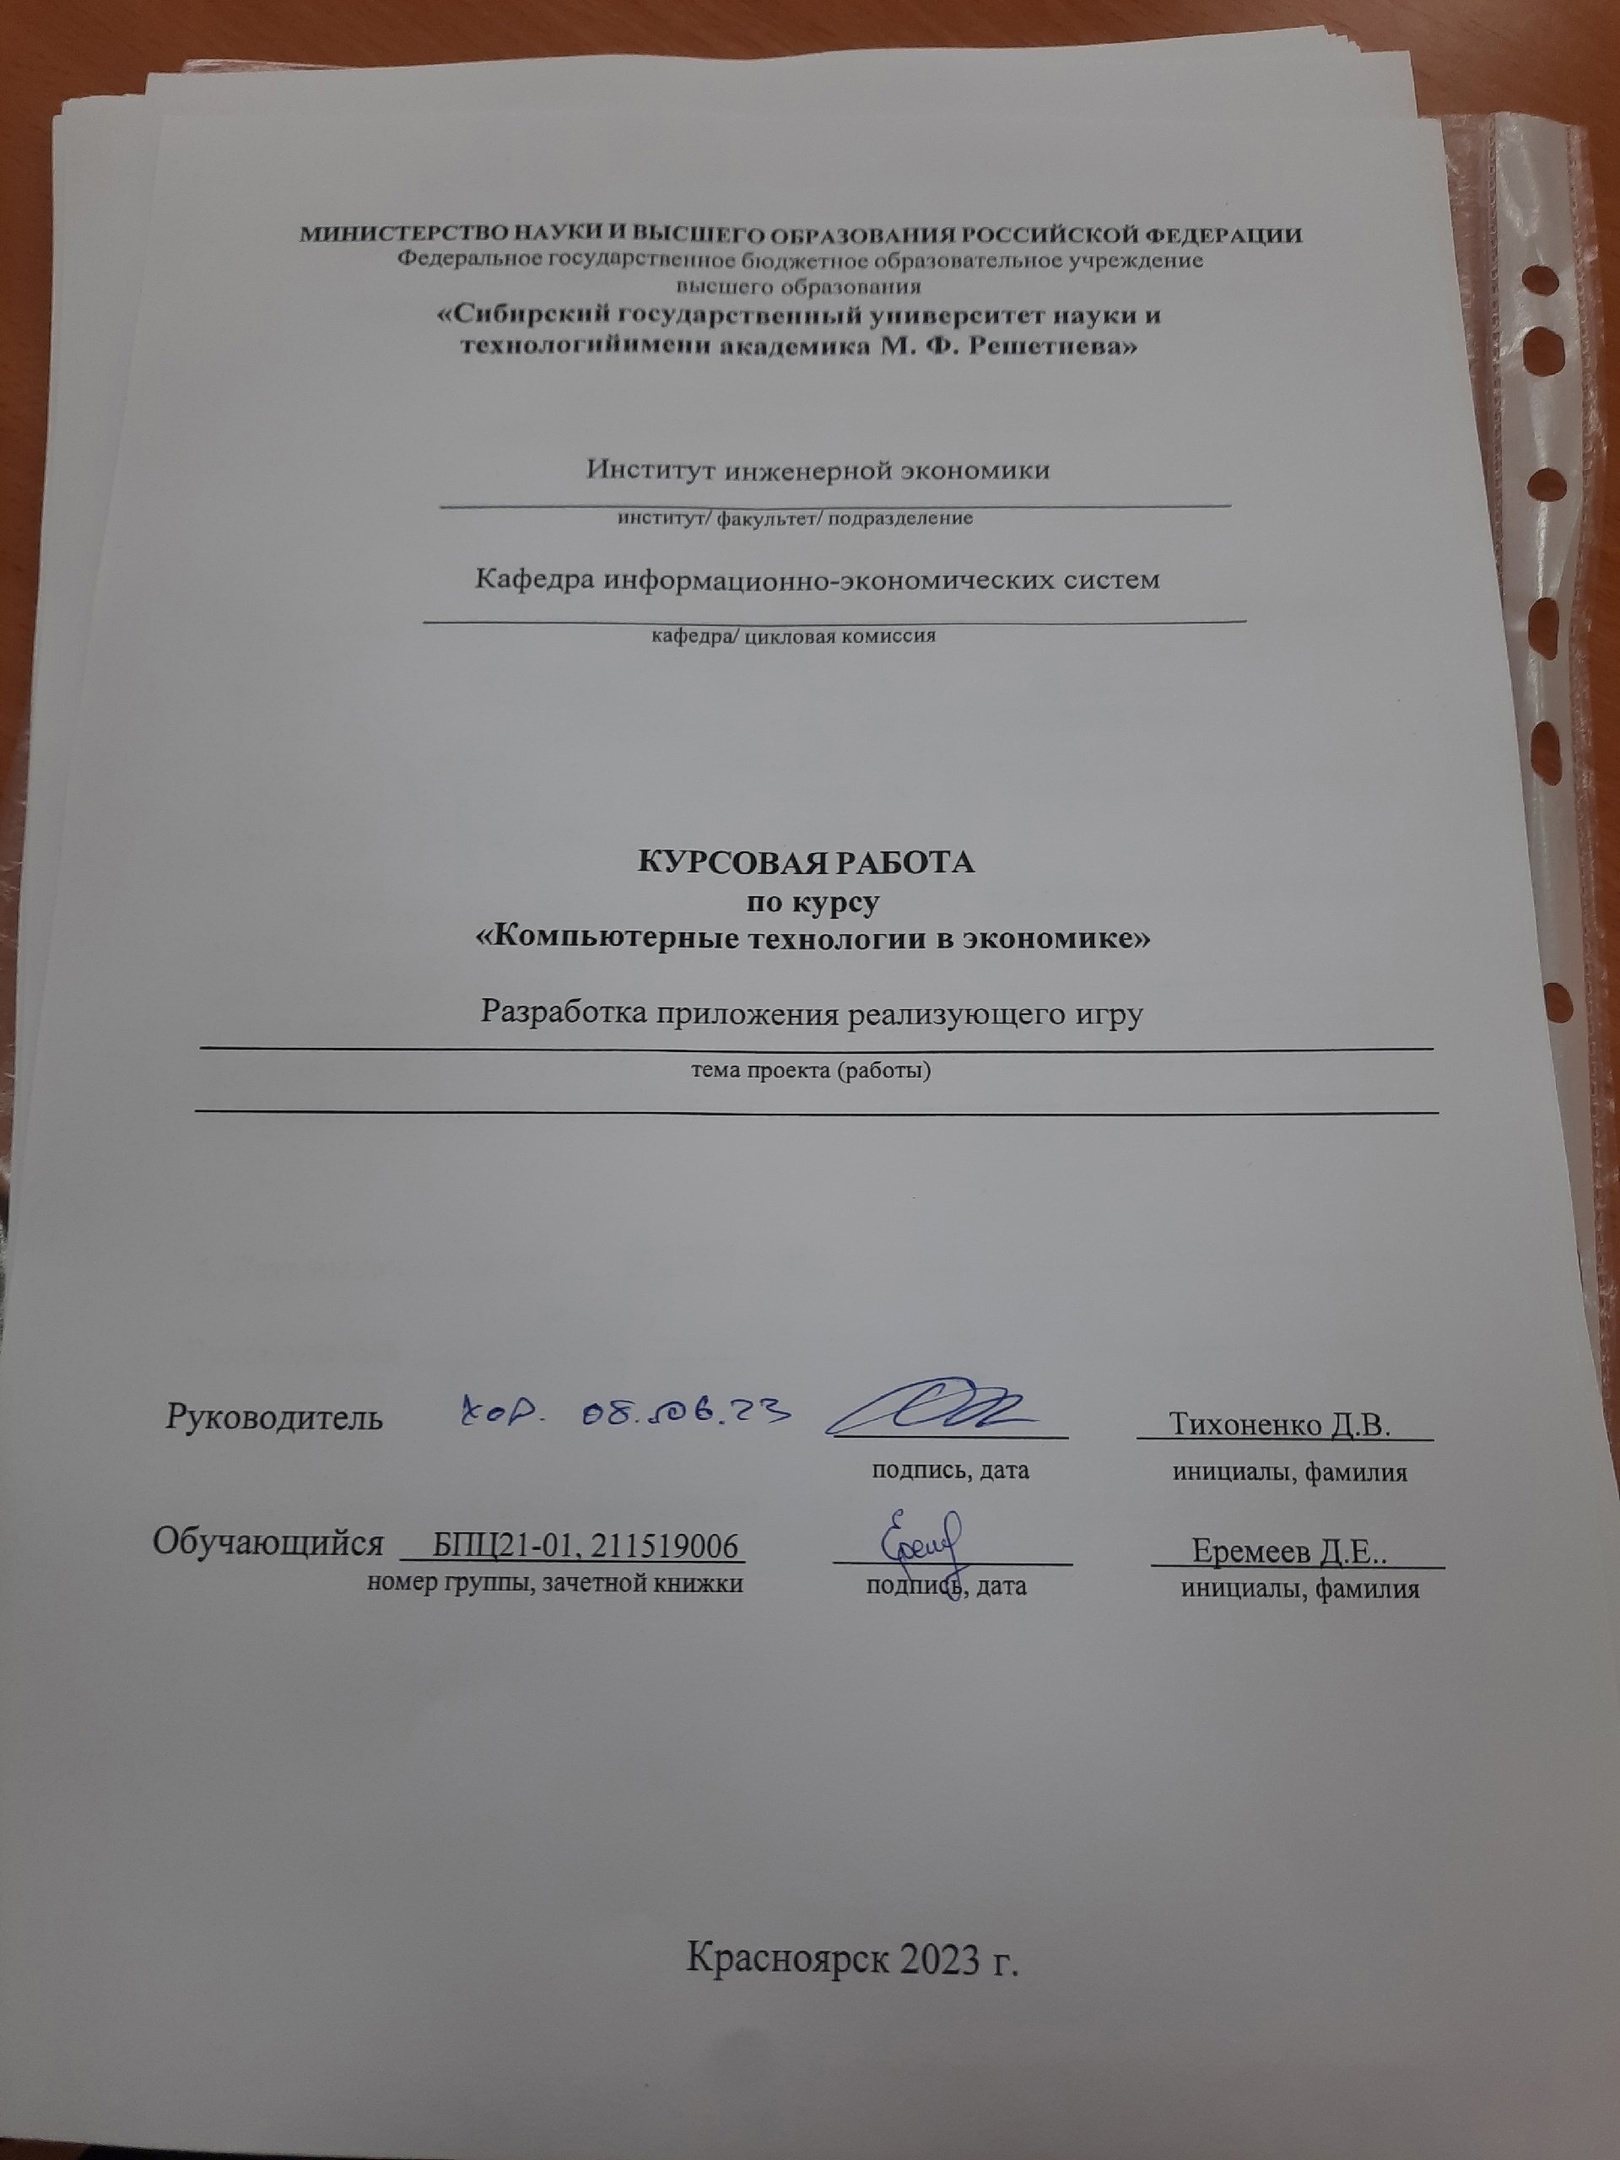 МИНИСТЕРСТВО НАУКИ И ВЫСШЕГО ОБРАЗОВАНИЯ РОССИЙСКОЙ ФЕДЕРАЦИИ
Федеральное государственное бюджетное образовательное учреждение
высшего образования
«Сибирский государственный университет науки и
технологийимени академика М. Ф. Решетнева»
Институт инженерной экономики
институт/ факультет/ подразделение
Кафедра информационно-экономических систем
кафедра/ цикловая комиссия
КУРСОВАЯ РАБОТА
по курсу
«Компьютерные технологии в экономике»
Разработка приложения реализующего игру
тема проекта (работы)
Руководитель хор. 08.06.23 Тихоненко Д.В.
подпись, дата инициалы, фамилия
Обучающийся БПЦ21-01, 211519006 Ерем Еремеев Д.Е..
номер группы, зачетной книжки подпись, дата инициалы, фамилия
Красноярск 2023 г.